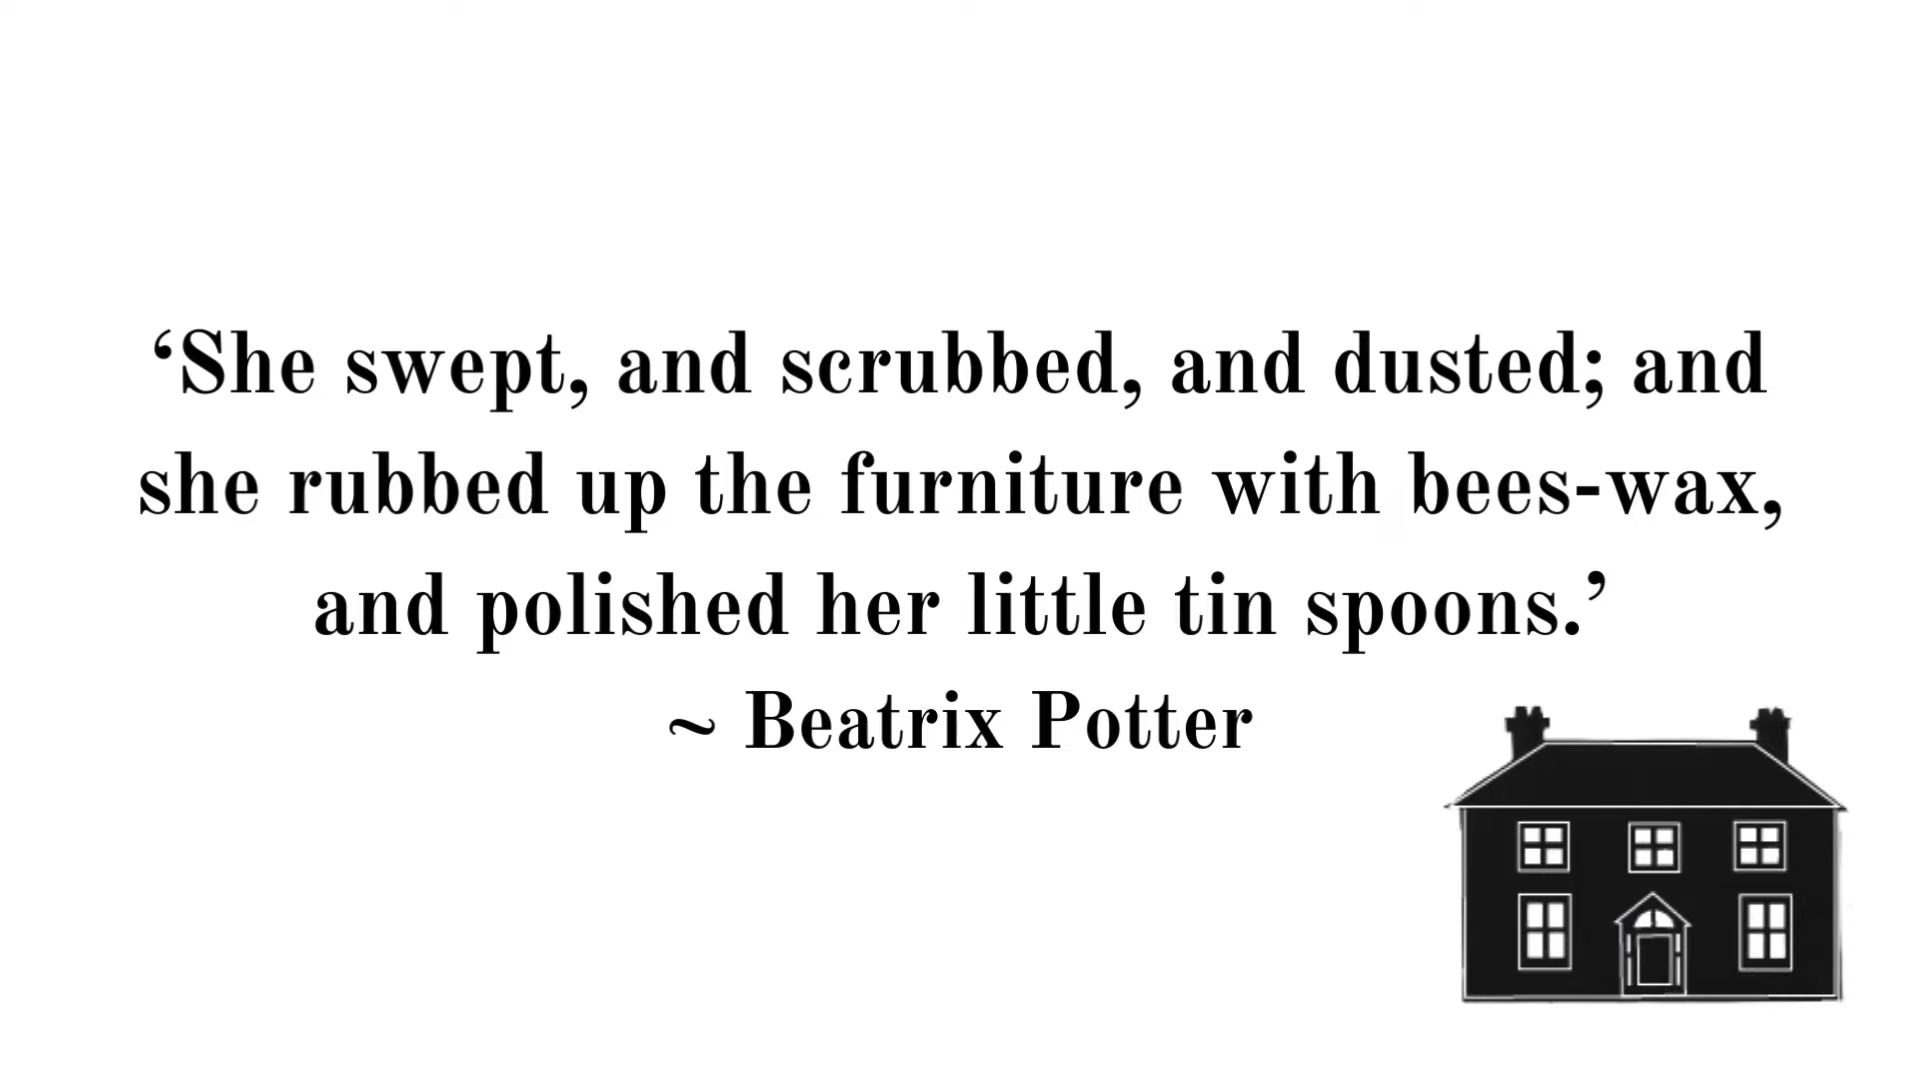 ‘She swept, and scrubbed, and dusted; and
she rubbed up the furniture with bees-wax,
and polished her little tin spoons.’
~ Beatrix Potter